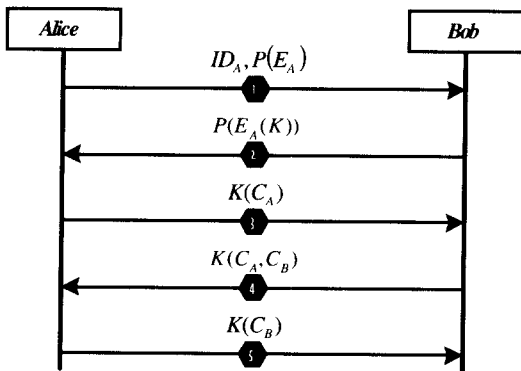 Alice Bob
ID_A, P(E_A)
1
P(E_A(K))
2
K(C_A)
3
K(C_A, C_B)
4
K(C_B)
5